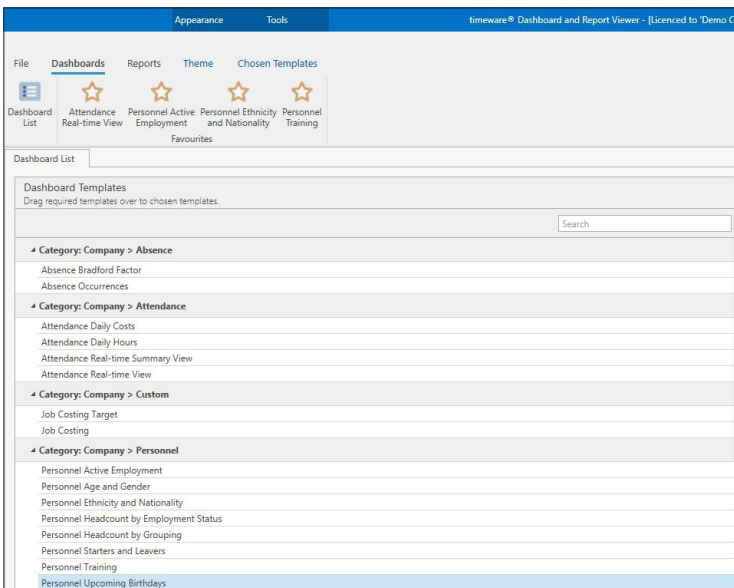 Appearance Tools timeware® Dashboard and Report Viewer - [Licenced to 'Demo C
File Dashboards Reports Theme Chosen Templates
Dashboard List
Attendance Real-time View
Personnel Active Employment
Personnel Ethnicity and Nationality
Personnel Training
Favourites
Dashboard List
Dashboard Templates
Drag required templates over to chosen templates.
Search
Category: Company > Absence
Absence Bradford Factor
Absence Occurrences
Category: Company > Attendance
Attendance Daily Costs
Attendance Daily Hours
Attendance Real-time Summary View
Attendance Real-time View
Category: Company > Custom
Job Costing Target
Job Costing
Category: Company > Personnel
Personnel Active Employment
Personnel Age and Gender
Personnel Ethnicity and Nationality
Personnel Headcount by Employment Status
Personnel Headcount by Grouping
Personnel Starters and Leavers
Personnel Training
Personnel Upcoming Birthdays